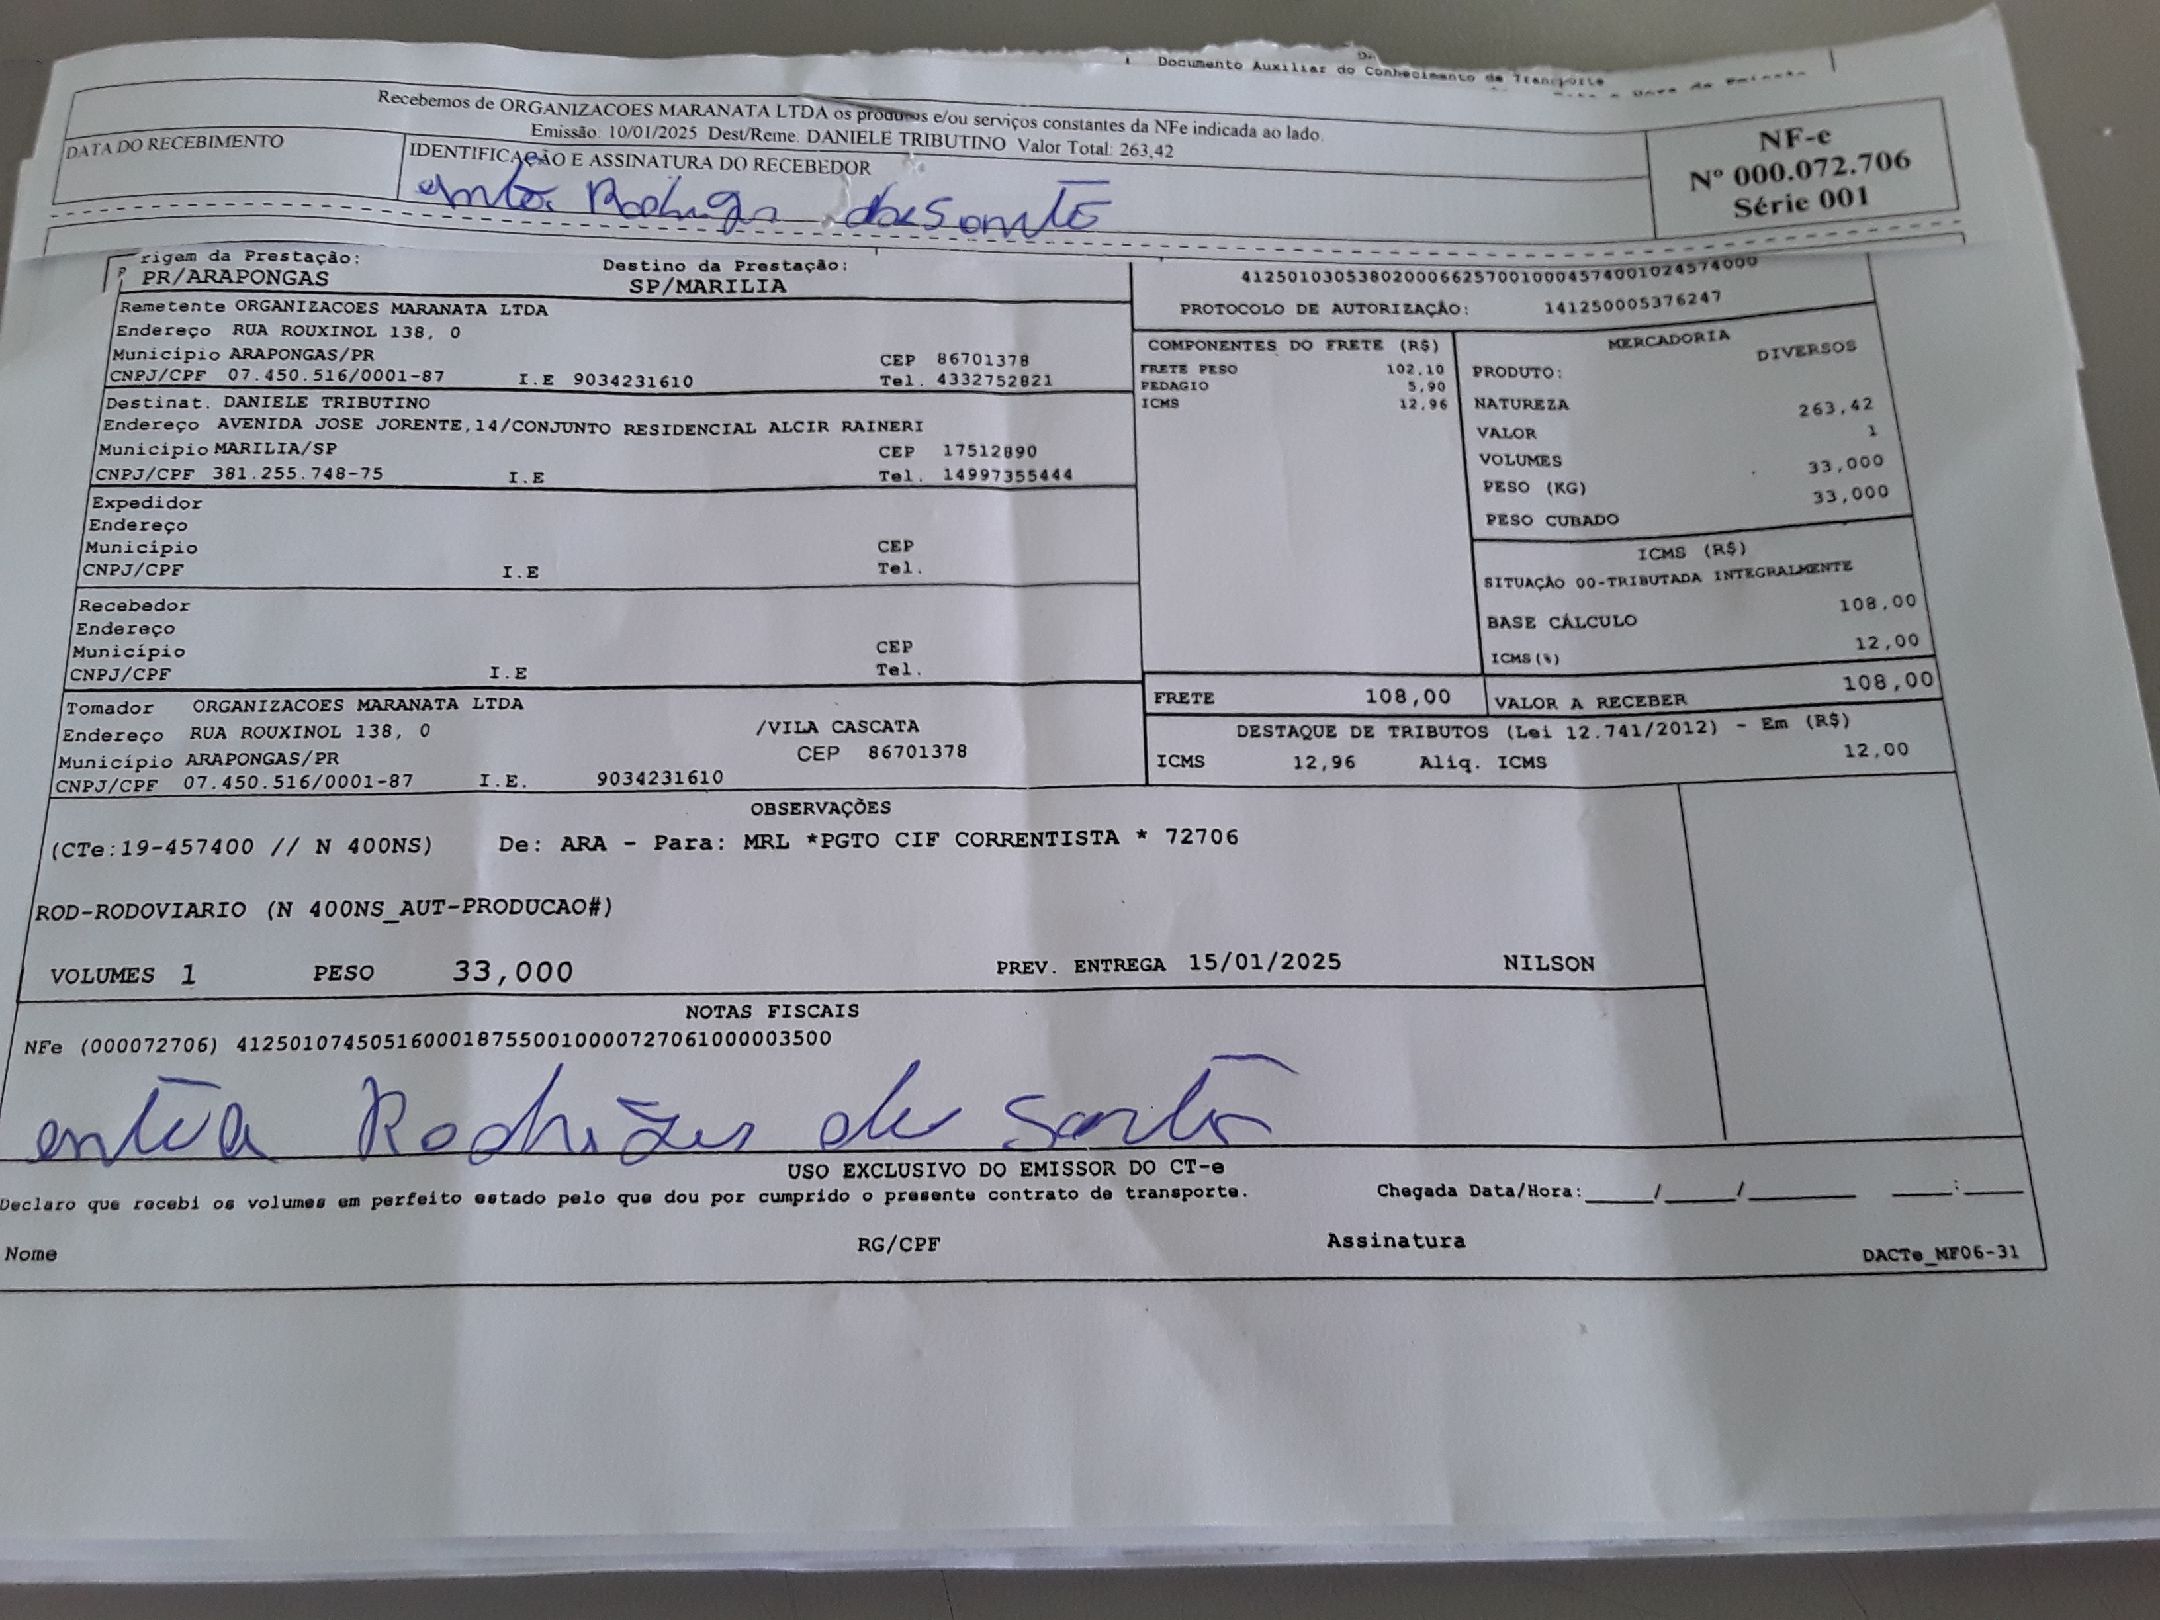 Documento Auxiliar do Conhecimento de Transporte
Recebemos de ORGANIZACOES MARANATA LTDA os produtos e/ou serviços constantes da NFe indicada ao lado.
Emissão: 10/01/2025 Dest/Reme. DANIELE TRIBUTINO Valor Total: 263,42
DATA DO RECEBIMENTO
IDENTIFICAÇÃO E ASSINATURA DO RECEBEDOR
NF-e
Nº 000.072.706
Série 001
rigem da Prestação:
PR/ARAPONGAS
Destino da Prestação:
SP/MARILIA
Remetente ORGANIZACOES MARANATA LTDA
Endereço RUA ROUXINOL 138, 0
Município ARAPONGAS/PR CEP 86701378
CNPJ/CPF 07.450.516/0001-87 I.E 9034231610 Tel. 4332752821
Destinat. DANIELE TRIBUTINO
Endereço AVENIDA JOSE JORENTE,14/CONJUNTO RESIDENCIAL ALCIR RAINERI
Município MARILIA/SP CEP 17512890
CNPJ/CPF 381.255.748-75 I.E Tel. 14997355444
Expedidor
Endereço
Município CEP
CNPJ/CPF I.E Tel.
Recebedor
Endereço
Município CEP
CNPJ/CPF I.E Tel.
Tomador ORGANIZACOES MARANATA LTDA
Endereço RUA ROUXINOL 138, 0 /VILA CASCATA
Município ARAPONGAS/PR CEP 86701378
CNPJ/CPF 07.450.516/0001-87 I.E. 9034231610
41250103053802000662570010004574001024574000
PROTOCOLO DE AUTORIZAÇÃO: 141250005376247
COMPONENTES DO FRETE (R$)
FRETE PESO 102,10
PEDAGIO 5,90
ICMS 12,96
MERCADORIA
PRODUTO: DIVERSOS
NATUREZA
VALOR 263,42
VOLUMES 1
PESO (KG) 33,000
PESO CUBADO 33,000
ICMS (R$)
SITUAÇÃO 00-TRIBUTADA INTEGRALMENTE
BASE CÁLCULO 108,00
ICMS(%) 12,00
FRETE 108,00
VALOR A RECEBER 108,00
DESTAQUE DE TRIBUTOS (Lei 12.741/2012) - Em (R$)
ICMS 12,96 Aliq. ICMS 12,00
OBSERVAÇÕES
(CTe:19-457400 // N 400NS) De: ARA - Para: MRL *PGTO CIF CORRENTISTA * 72706
ROD-RODOVIARIO (N 400NS_AUT-PRODUCAO#)
VOLUMES 1 PESO 33,000 PREV. ENTREGA 15/01/2025 NILSON
NOTAS FISCAIS
NFe (000072706) 41250107450516000187550010000727061000003500
USO EXCLUSIVO DO EMISSOR DO CT-e
Declaro que recebi os volumes em perfeito estado pelo que dou por cumprido o presente contrato de transporte. Chegada Data/Hora:_____/_____/_______ ____:____
Nome RG/CPF Assinatura
DACTe_MF06-31